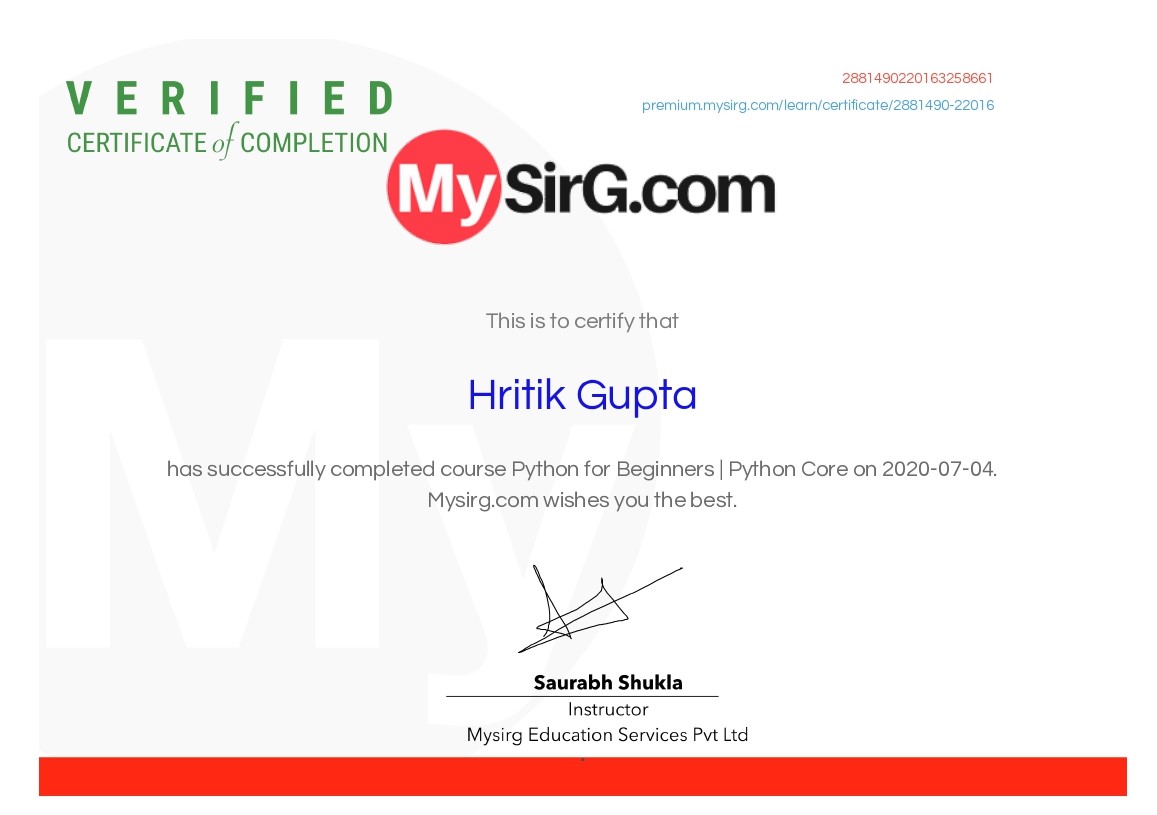 VERIFIED
CERTIFICATE of COMPLETION
2881490220163258661
premium.mysirg.com/learn/certificate/2881490-22016
MySirG.com
This is to certify that
Hritik Gupta
has successfully completed course Python for Beginners | Python Core on 2020-07-04.
Mysirg.com wishes you the best.
My
Saurabh Shukla
Instructor
Mysirg Education Services Pvt Ltd